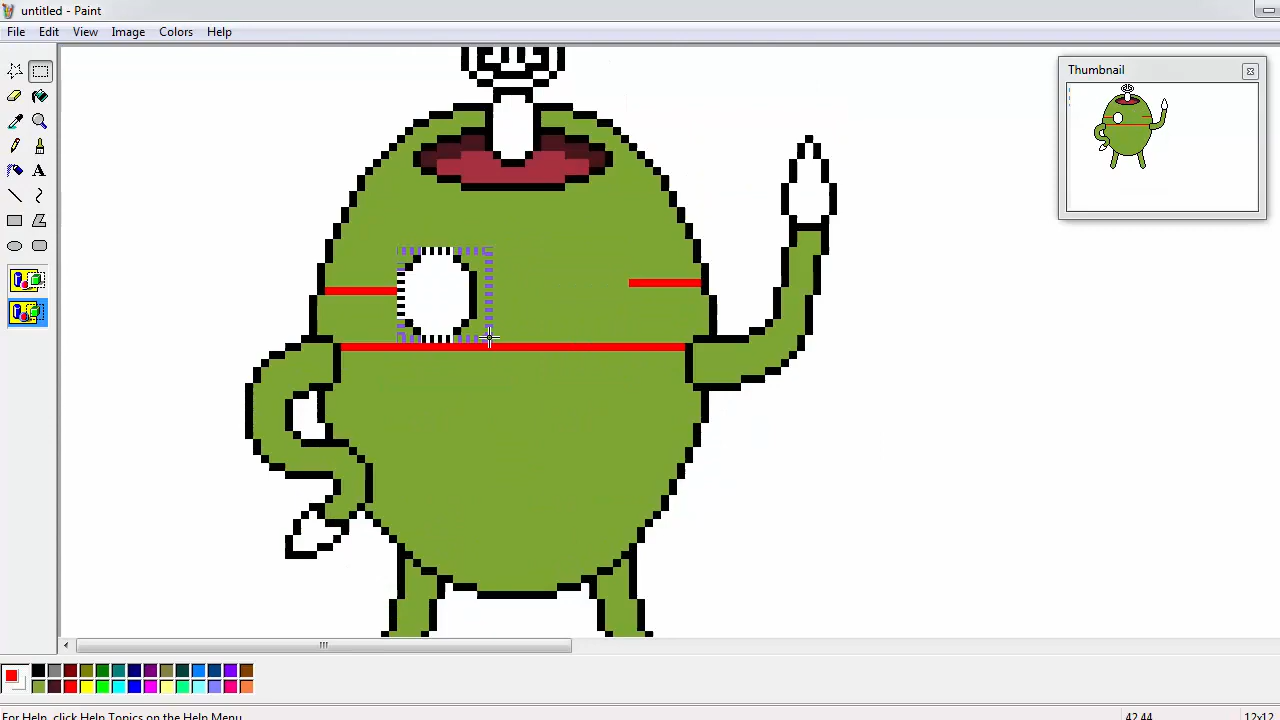 untitled - Paint
File Edit View Image Colors Help
Thumbnail
A
For Help, click Help Topics on the Help Menu.
42,44
12x12